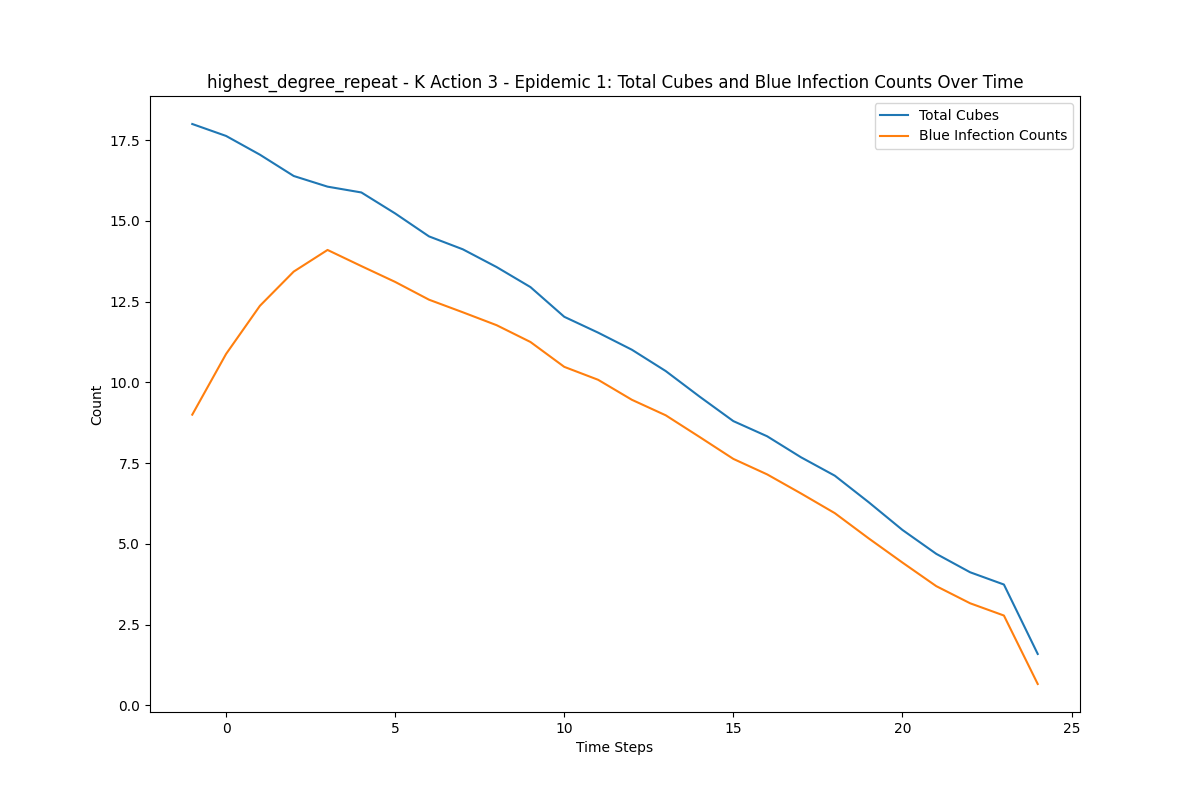 highest_degree_repeat - K Action 3 - Epidemic 1: Total Cubes and Blue Infection Counts Over Time
Total Cubes
Blue Infection Counts
17.5
15.0
12.5
10.0
7.5
5.0
2.5
0.0
Count
0 5 10 15 20 25
Time Steps